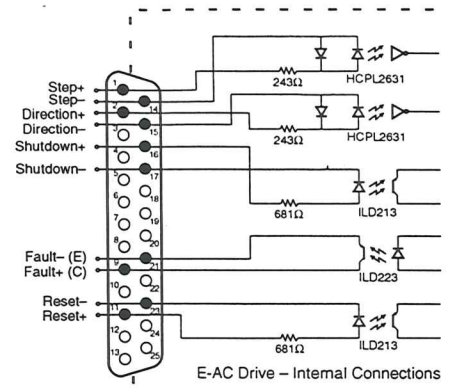 Step+
Step–
Direction+
Direction–
Shutdown+
Shutdown–
Fault– (E)
Fault+ (C)
Reset–
Reset+
1
14
2
15
3
16
4
17
5
18
6
19
7
20
8
21
9
22
10
23
11
24
12
25
13
243Ω
HCPL2631
243Ω
HCPL2631
681Ω
ILD213
ILD223
681Ω
ILD213
E-AC Drive – Internal Connections